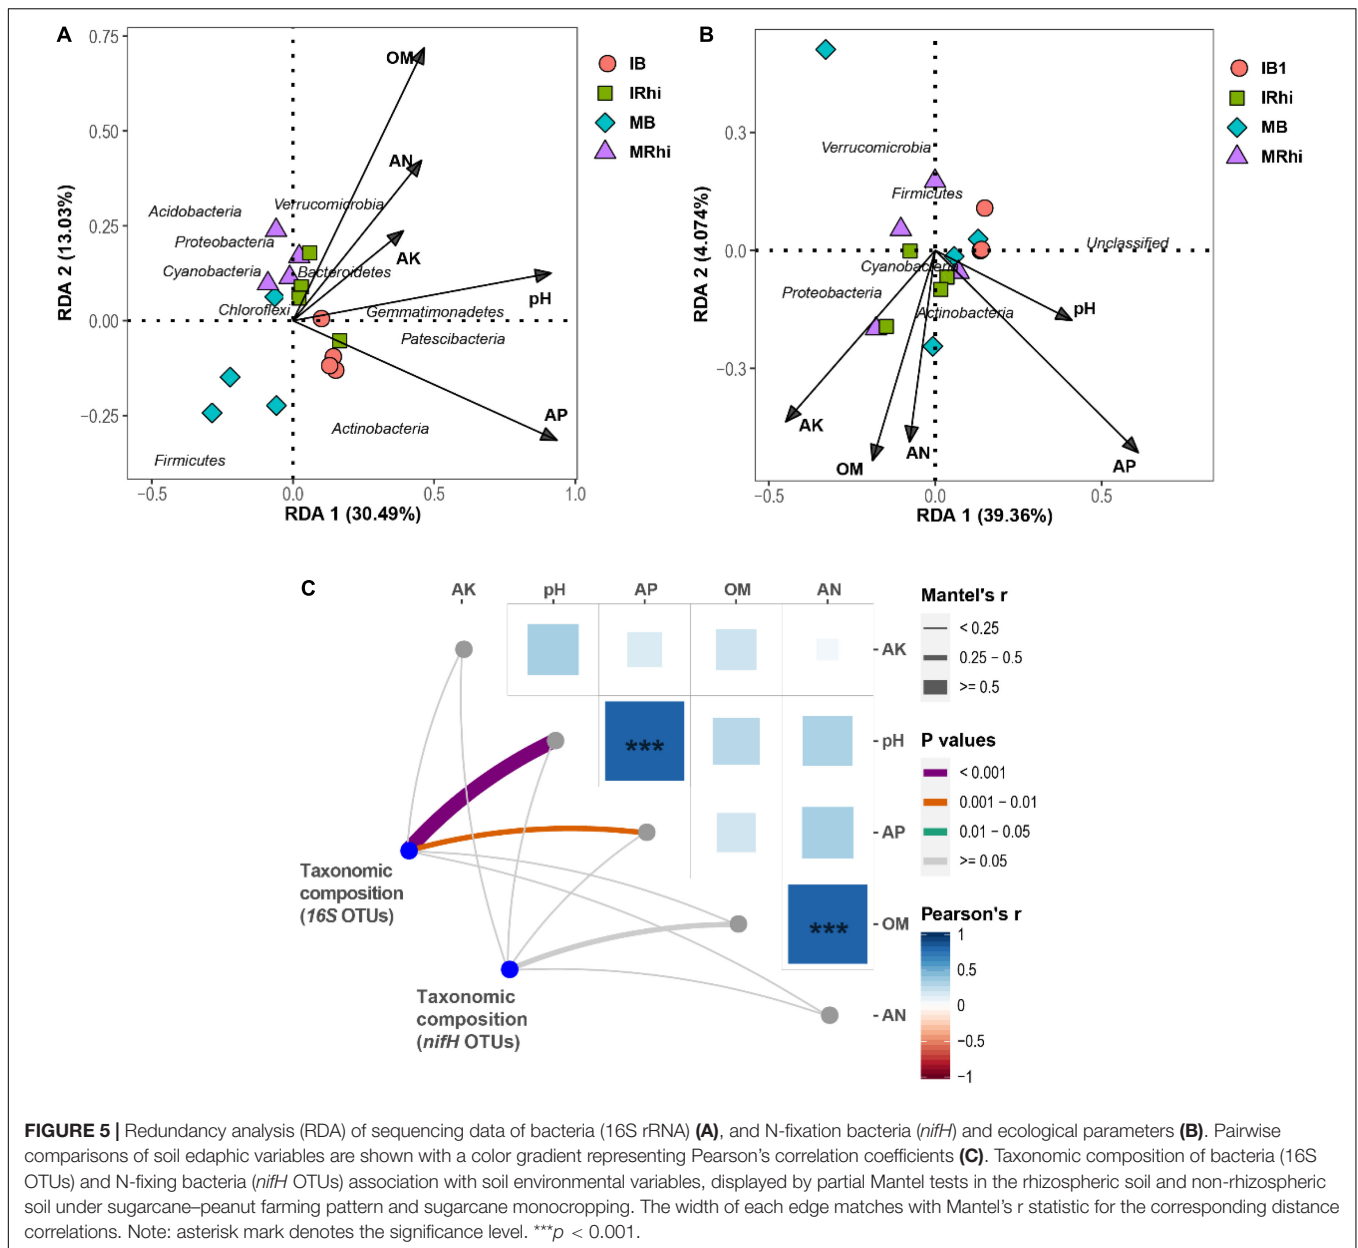 A
0.75
0.50
0.25
0.00
−0.25
−0.5
0.0
0.5
1.0
RDA 1 (30.49%)
RDA 2 (13.03%)
OM
AN
AK
pH
AP
Acidobacteria
Verrucomicrobia
Proteobacteria
Cyanobacteria
Bacteroidetes
Chloroflexi
Gemmatimonadetes
Patescibacteria
Actinobacteria
Firmicutes
IB
IRhi
MB
MRhi
B
0.3
0.0
−0.3
−0.5
0.0
0.5
RDA 1 (39.36%)
RDA 2 (4.074%)
Verrucomicrobia
Firmicutes
Unclassified
Cyanobacteria
Proteobacteria
Actinobacteria
pH
AK
OM
AN
AP
IB1
IRhi
MB
MRhi
C
AK
pH
AP
OM
AN
AK
pH
AP
OM
AN
***
***
Taxonomic
composition
(16S OTUs)
Taxonomic
composition
(nifH OTUs)
Mantel's r
< 0.25
0.25 − 0.5
>= 0.5
P values
< 0.001
0.001 − 0.01
0.01 − 0.05
>= 0.05
Pearson's r
1
0.5
0
−0.5
−1
FIGURE 5 | Redundancy analysis (RDA) of sequencing data of bacteria (16S rRNA) (A), and N-fixation bacteria (nifH) and ecological parameters (B). Pairwise
comparisons of soil edaphic variables are shown with a color gradient representing Pearson's correlation coefficients (C). Taxonomic composition of bacteria (16S
OTUs) and N-fixing bacteria (nifH OTUs) association with soil environmental variables, displayed by partial Mantel tests in the rhizospheric soil and non-rhizospheric
soil under sugarcane–peanut farming pattern and sugarcane monocropping. The width of each edge matches with Mantel's r statistic for the corresponding distance
correlations. Note: asterisk mark denotes the significance level. ***p < 0.001.